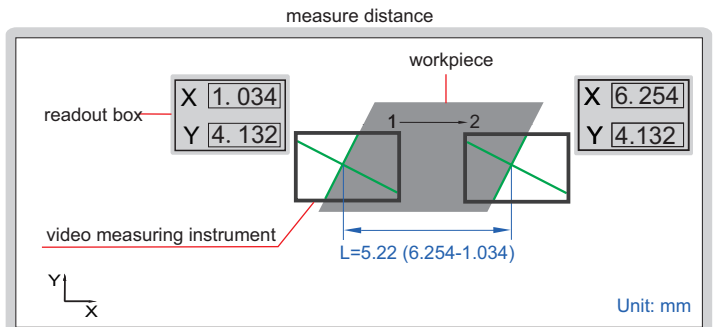 measure distance
workpiece
readout box
X 1.034
Y 4.132
X 6.254
Y 4.132
1
2
video measuring instrument
L=5.22 (6.254-1.034)
Y
X
Unit: mm